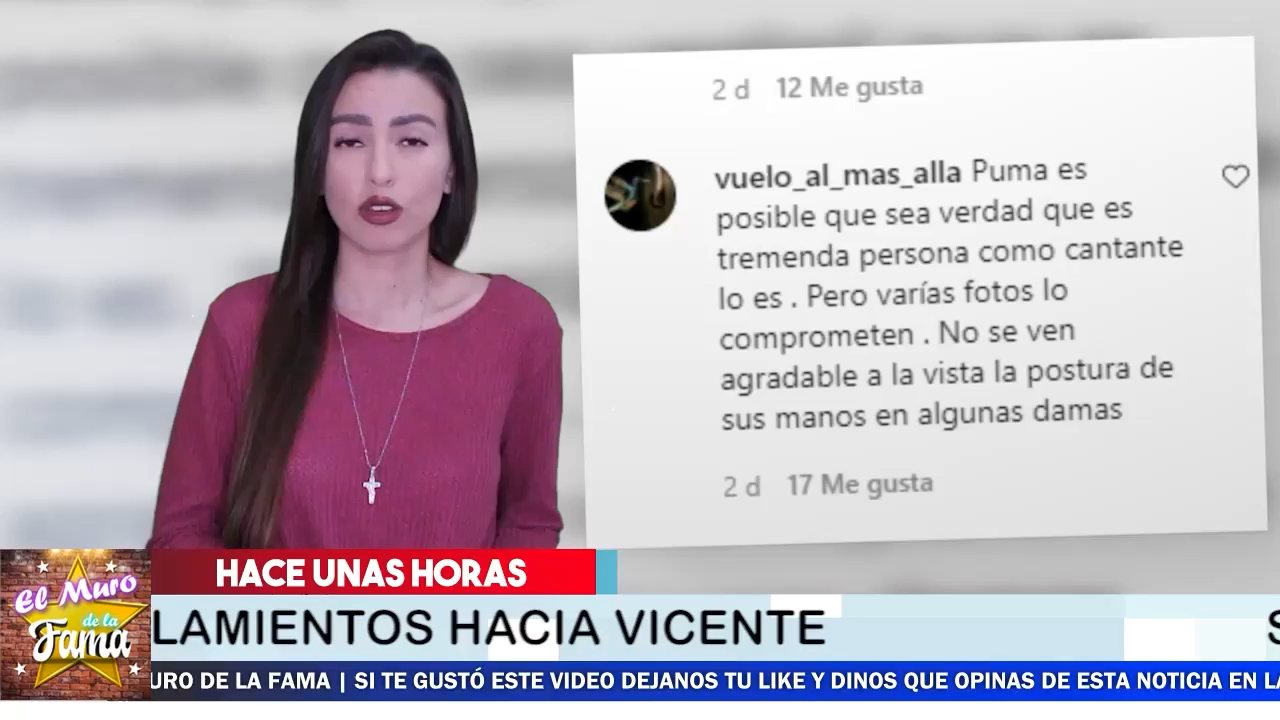 2 d 12 Me gusta
vuelo_al_mas_alla Puma es
posible que sea verdad que es
tremenda persona como cantante
lo es . Pero varías fotos lo
comprometen . No se ven
agradable a la vista la postura de
sus manos en algunas damas
2 d 17 Me gusta
HACE UNAS HORAS
El Muro
de la
Fama
LAMIENTOS HACIA VICENTE
S
URO DE LA FAMA | SI TE GUSTÓ ESTE VIDEO DEJANOS TU LIKE Y DINOS QUE OPINAS DE ESTA NOTICIA EN LA